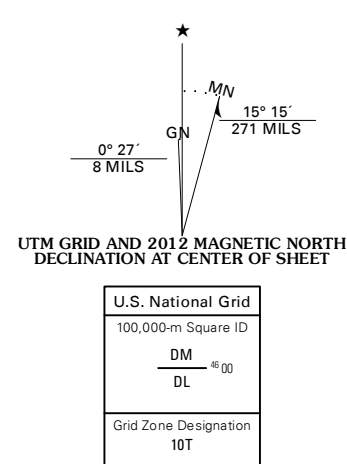 ★
MN
15° 15´
271 MILS
GN
0° 27´
8 MILS
UTM GRID AND 2012 MAGNETIC NORTH
DECLINATION AT CENTER OF SHEET
U.S. National Grid
100,000-m Square ID
DM
46 00
DL
Grid Zone Designation
10T